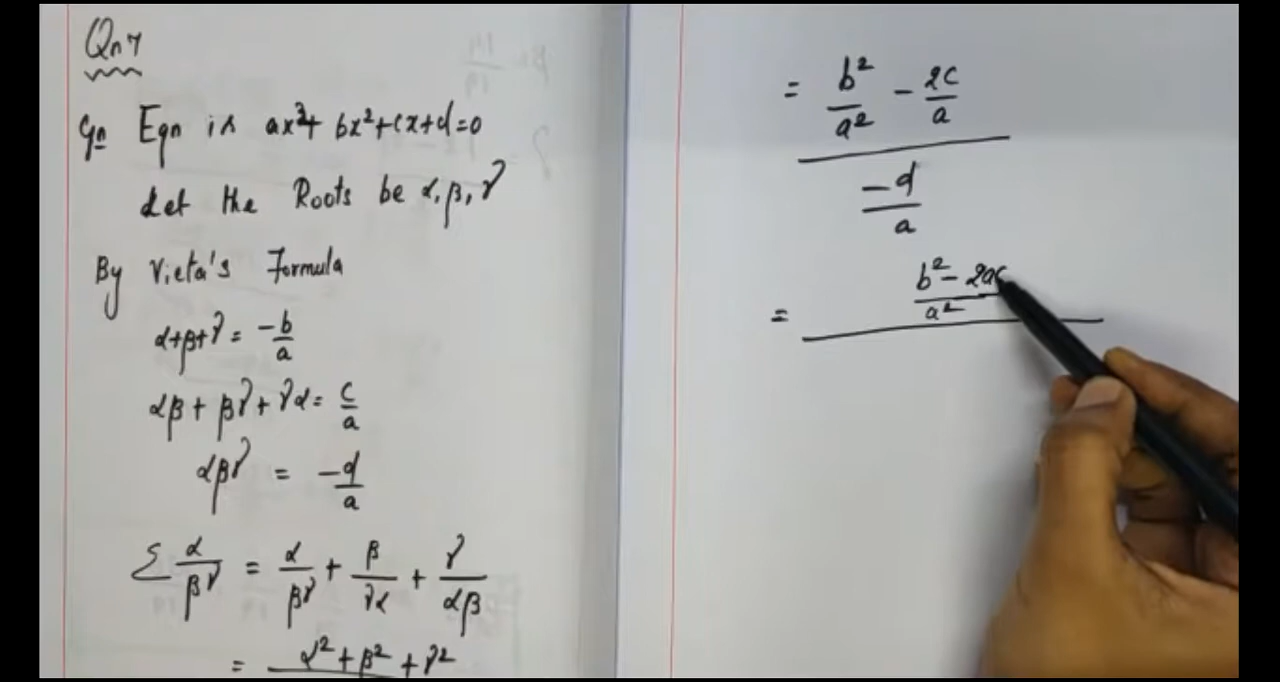 Qn 7
Gn Eqn is ax³+ bx²+cx+d=0
Let the Roots be α, β, γ
By Vieta's Formula
α+β+γ = -b/a
αβ + βγ + γα = c/a
αβγ = -d/a
Σ α/βγ = α/βγ + β/γα + γ/αβ
= α² + β² + γ²
= b²/a² - 2c/a
-d/a
= b² - 2ac
a²